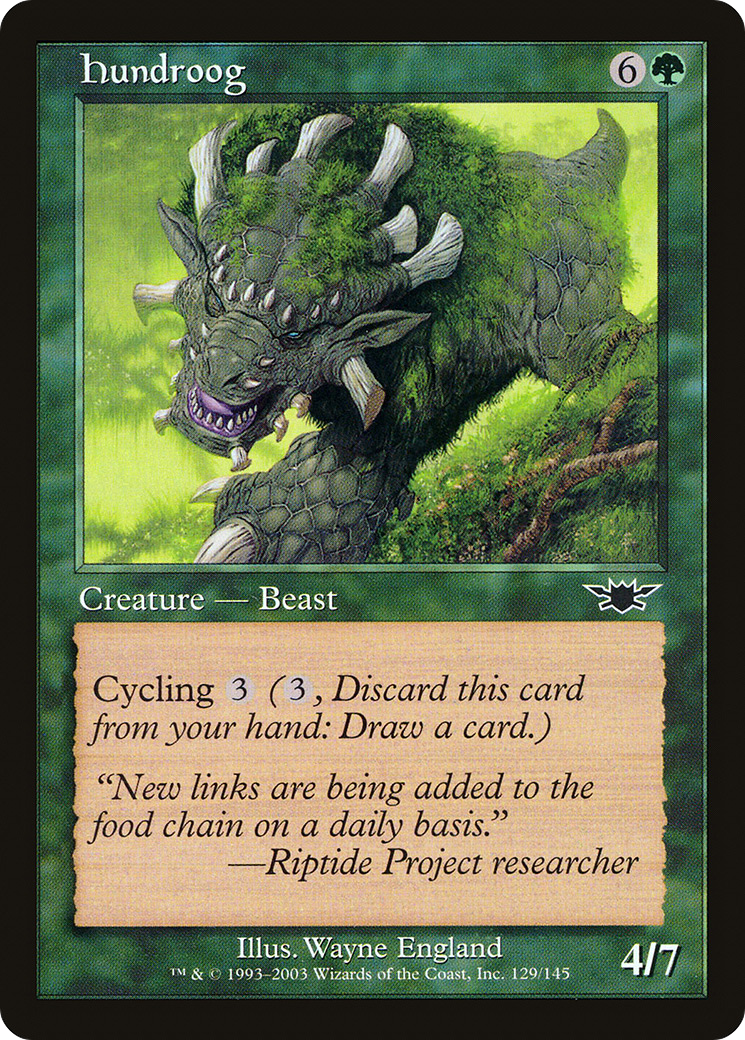 Hundroog
6
Creature — Beast
Cycling 3 (3, Discard this card
from your hand: Draw a card.)
“New links are being added to the
food chain on a daily basis.”
—Riptide Project researcher
Illus. Wayne England
™ & © 1993–2003 Wizards of the Coast, Inc. 129/145
4/7